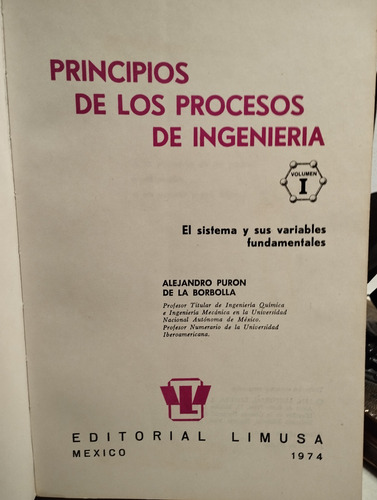 PRINCIPIOS
DE LOS PROCESOS
DE INGENIERIA
VOLUMEN
I
El sistema y sus variables
fundamentales
ALEJANDRO PURON
DE LA BORBOLLA
Profesor Titular de Ingeniería Química
e Ingeniería Mecánica en la Universidad
Nacional Autónoma de México.
Profesor Numerario de la Universidad
Iberoamericana.
EDITORIAL LIMUSA
MEXICO 1974